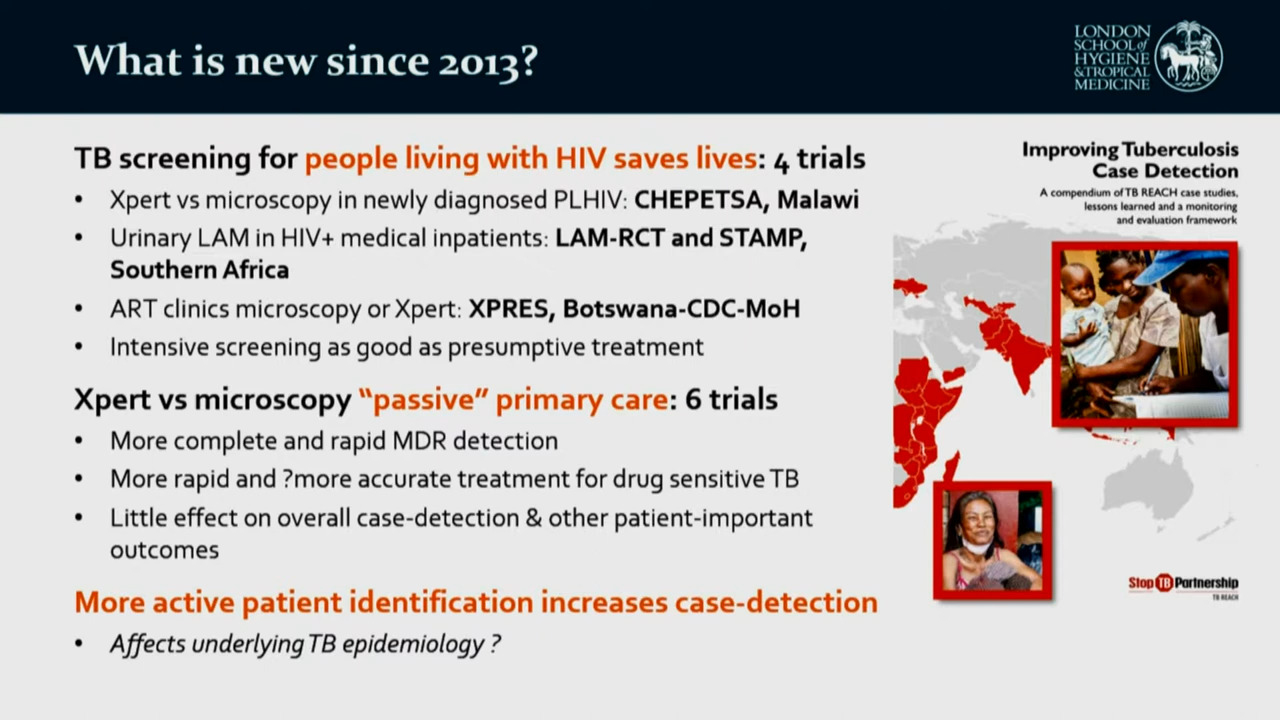 What is new since 2013?
LONDON
SCHOOL of
HYGIENE
& TROPICAL
MEDICINE
TB screening for people living with HIV saves lives: 4 trials
• Xpert vs microscopy in newly diagnosed PLHIV: CHEPETSA, Malawi
• Urinary LAM in HIV+ medical inpatients: LAM-RCT and STAMP,
Southern Africa
• ART clinics microscopy or Xpert: XPRES, Botswana-CDC-MoH
• Intensive screening as good as presumptive treatment
Xpert vs microscopy “passive” primary care: 6 trials
• More complete and rapid MDR detection
• More rapid and ?more accurate treatment for drug sensitive TB
• Little effect on overall case-detection & other patient-important
outcomes
More active patient identification increases case-detection
• Affects underlying TB epidemiology ?
Improving Tuberculosis
Case Detection
A compendium of TB REACH case studies,
lessons learned and a monitoring
and evaluation framework
Stop TB Partnership
TB REACH